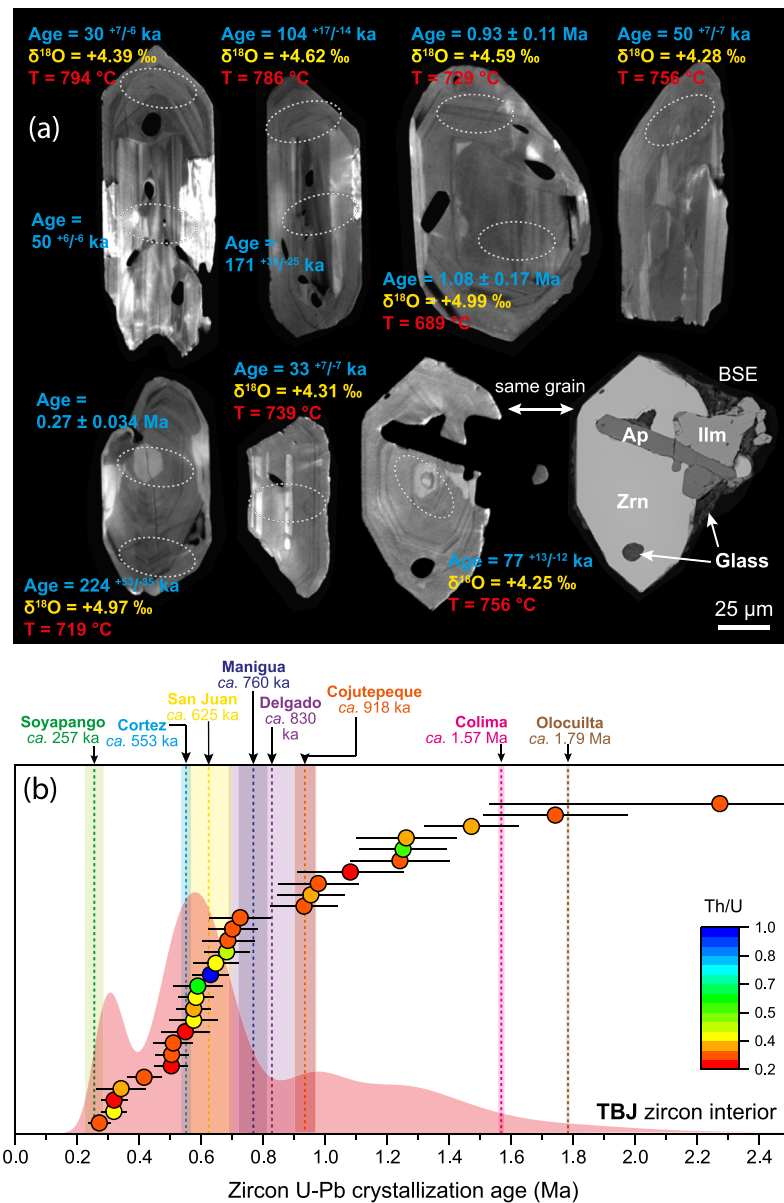 Age = 30 +7/-6 ka
δ18O = +4.39 ‰
T = 794 °C
Age = 104 +17/-14 ka
δ18O = +4.62 ‰
T = 786 °C
Age = 0.93 ± 0.11 Ma
δ18O = +4.59 ‰
T = 729 °C
Age = 50 +7/-7 ka
δ18O = +4.28 ‰
T = 756 °C
(a)
Age =
50 +6/-6 ka
Age =
171 +33/-25 ka
Age = 1.08 ± 0.17 Ma
δ18O = +4.99 ‰
T = 689 °C
Age =
0.27 ± 0.034 Ma
Age = 33 +7/-7 ka
δ18O = +4.31 ‰
T = 739 °C
same grain
BSE
Ap
Ilm
Zrn
Glass
Age = 224 +53/-35 ka
δ18O = +4.97 ‰
T = 719 °C
Age = 77 +13/-12 ka
δ18O = +4.25 ‰
T = 756 °C
25 µm
Soyapango
ca. 257 ka
Cortez
ca. 553 ka
San Juan
ca. 625 ka
Manigua
ca. 760 ka
Delgado
ca. 830
ka
Cojutepeque
ca. 918 ka
Colima
ca. 1.57 Ma
Olocuilta
ca. 1.79 Ma
(b)
Th/U
1.0
0.8
0.7
0.5
0.4
0.2
TBJ zircon interior
0.0 0.2 0.4 0.6 0.8 1.0 1.2 1.4 1.6 1.8 2.0 2.2 2.4
Zircon U-Pb crystallization age (Ma)